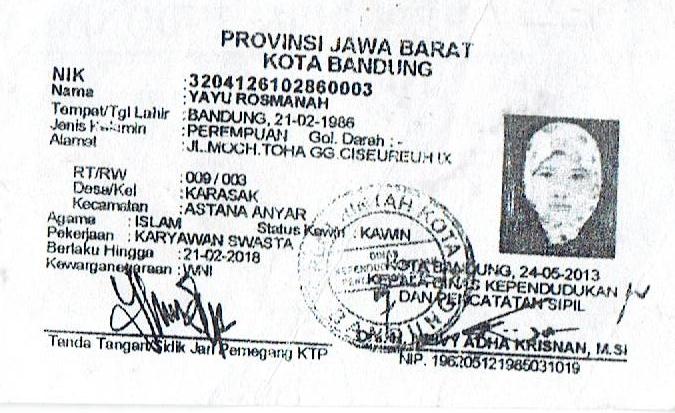 PROVINSI JAWA BARAT
KOTA BANDUNG
NIK : 3204126102860003
Nama : YAYU ROSMANAH
Tempat/Tgl Lahir : BANDUNG, 21-02-1986
Jenis Kelamin : PEREMPUAN Gol. Darah : -
Alamat : JL.MOCH.TOHA GG.CISEUREUH IX
RT/RW : 009 / 003
Desa/Kel : KARASAK
Kecamatan : ASTANA ANYAR
Agama : ISLAM Status Kawin : KAWIN
Pekerjaan : KARYAWAN SWASTA
Berlaku Hingga : 21-02-2018
Kewarganegaraan : WNI
KOTA BANDUNG, 24-05-2013
KEPALA DINAS KEPENDUDUKAN
DAN PENCATATAN SIPIL
Tanda Tangan/Sidik Jari Pemegang KTP
ADHA KRISNAN, M.Si
NIP. 196205121985031019